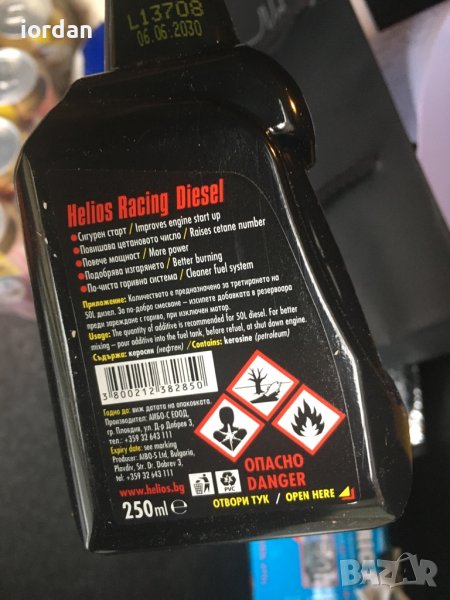 iordan
L13708
06.06.2030
Helios Racing Diesel
•Сигурен старт / Improves engine start up
•Повишава цетановото число / Raises cetane number
•Повече мощност / More power
•Подобрява изгарянето / Better burning
•По-чиста горивна система / Cleaner fuel system
Приложение: Количеството е предназначено за третирането на
50L дизел. За по-добро смесване – изсипете добавката в резервоара
преди зареждане с гориво, при изключен мотор.
Usage: The quantity of additive is recommended for 50L diesel. For better
mixing – pour additive into the fuel tank, before refuel, at shut down engine.
Съдържа: керосин (нефтен) / Contains: kerosine (petroleum)
3 800212 382850
Годно до: виж датата на опаковката.
Производител: АИБО-С ЕООД,
гр. Пловдив, ул. Д-р Добрев 3,
тел.: +359 32 643 111
Expiry date: see marking
Producer: AIBO-S Ltd, Bulgaria,
Plovdiv, Str. Dr. Dobrev 3,
tel.: +359 32 643 111
www.helios.bg
250ml e
3
PVC
ОПАСНО
DANGER
ОТВОРИ ТУК / OPEN HERE
BAZAR